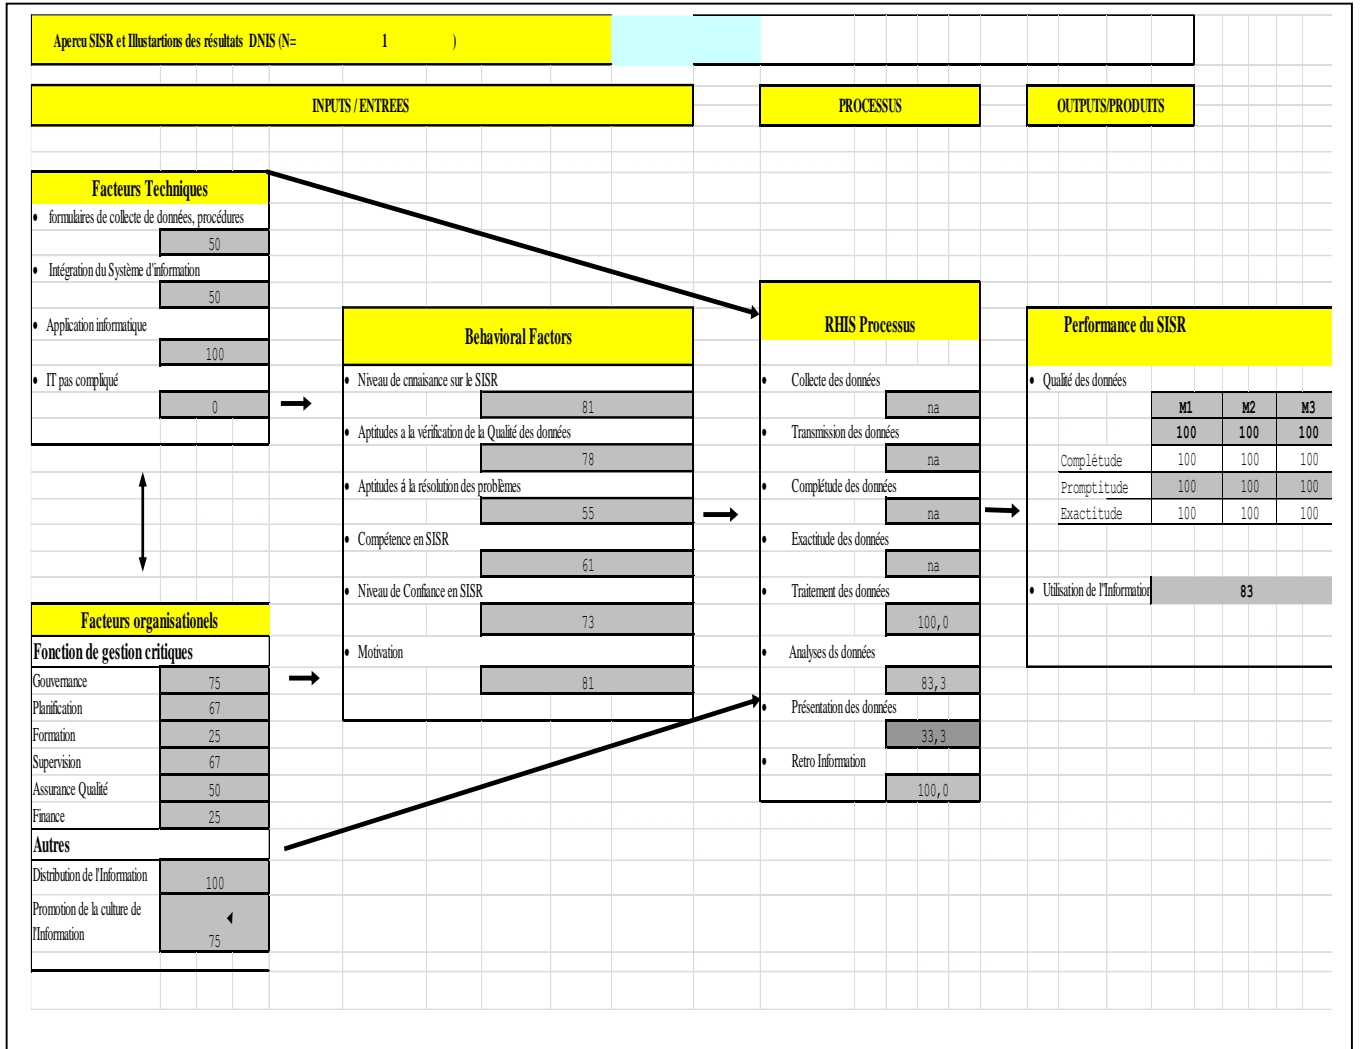 Apercu SISR et Illustartions des résultats DNIS (N= 1 )
INPUTS / ENTREES
PROCESSUS
OUTPUTS/PRODUITS
Facteurs Techniques
• formulaires de collecte de données, procédures
50
• Intégration du Système d'information
50
• Application informatique
100
• IT pas compliqué
0
Facteurs organisationels
Fonction de gestion critiques
Gouvernance 75
Planification 67
Formation 25
Supervision 67
Assurance Qualité 50
Finance 25
Autres
Distribution de l'Information 100
Promotion de la culture de
l'Information 75
Behavioral Factors
• Niveau de cnnaisance sur le SISR
81
• Aptitudes a la vérification de la Qualité des données
78
• Aptitudes á la résolution des problèmes
55
• Compétence en SISR
61
• Niveau de Confiance en SISR
73
• Motivation
81
RHIS Processus
• Collecte des données
na
• Transmission des données
na
• Complétude des données
na
• Exactitude des données
na
• Traitement des données
100,0
• Analyses ds données
83,3
• Présentation des données
33,3
• Retro Information
100,0
Performance du SISR
• Qualité des données
M1 M2 M3
100 100 100
Complétude 100 100 100
Promptitude 100 100 100
Exactitude 100 100 100
• Utilisation de l"Information 83